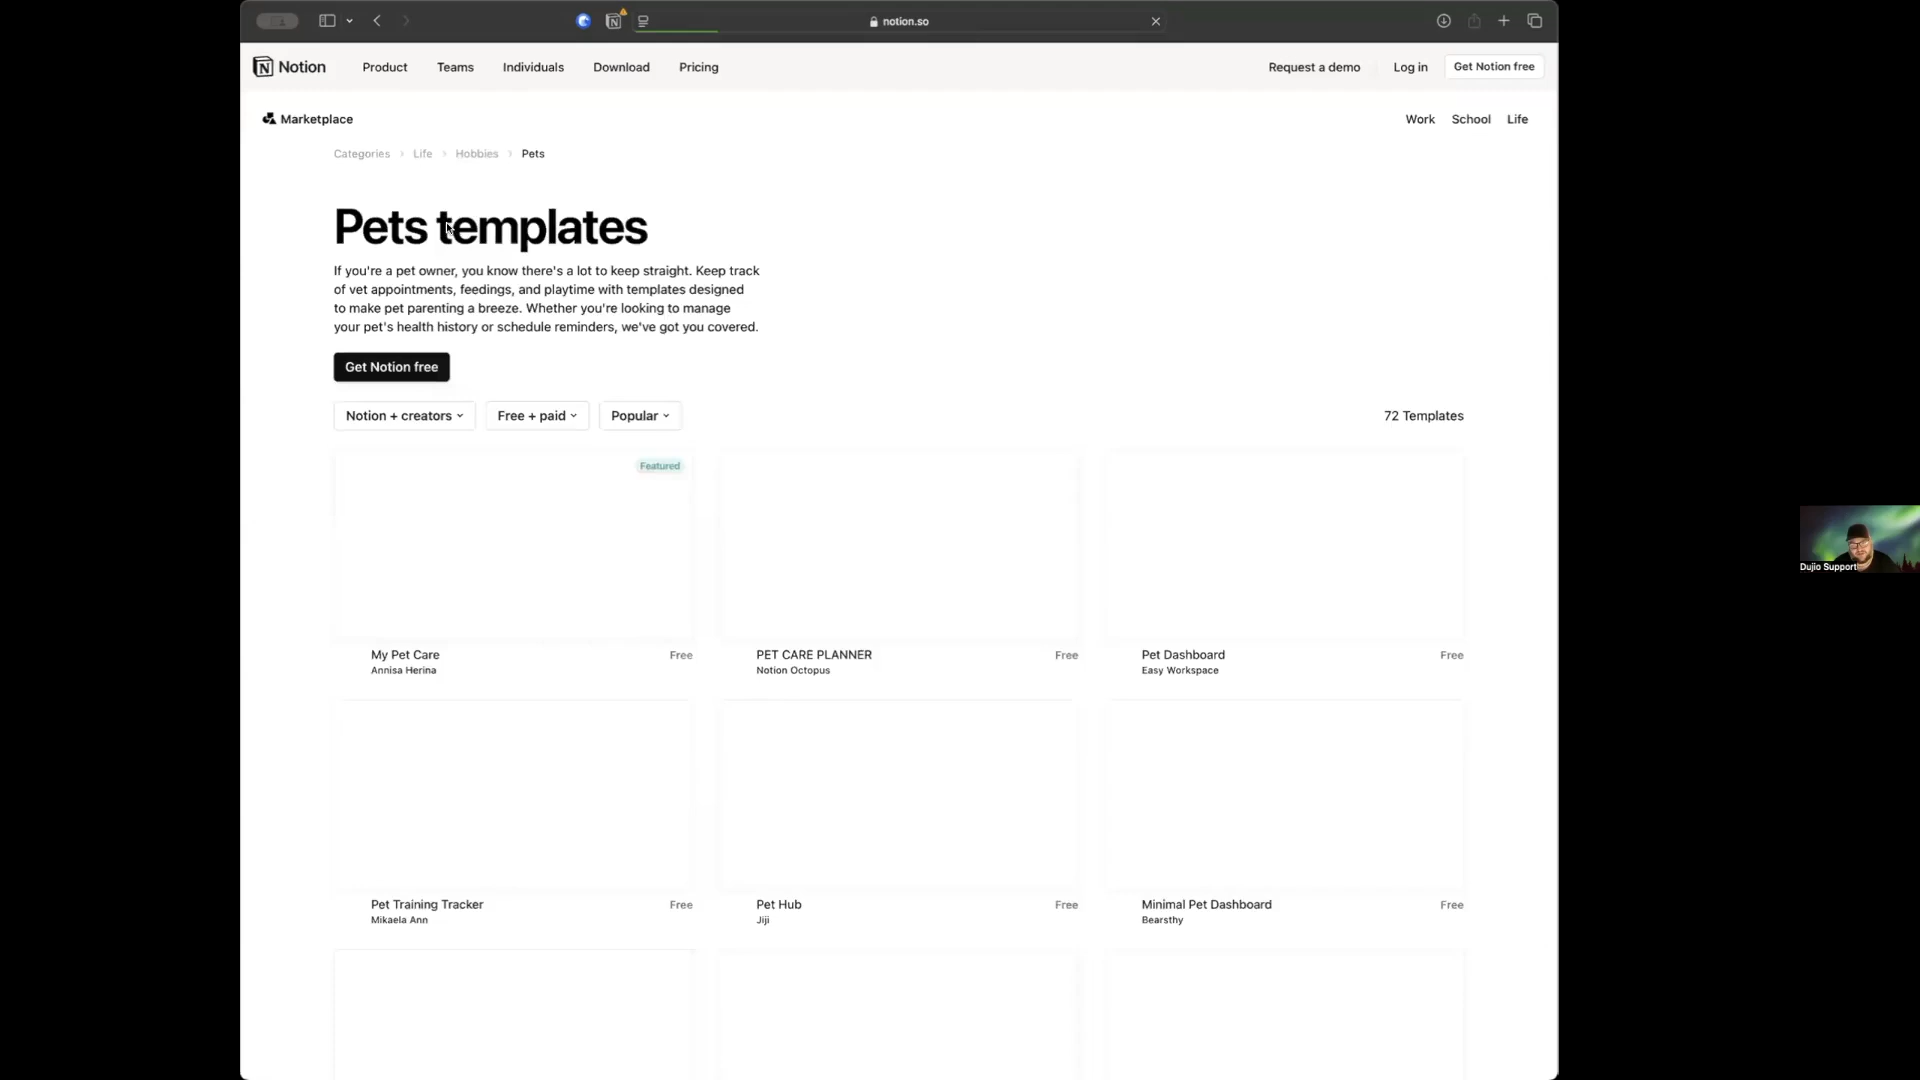 notion.so
Notion
Product
Teams
Individuals
Download
Pricing
Request a demo
Log in
Get Notion free
Marketplace
Work
School
Life
Categories > Life > Hobbies > Pets
Pets templates
If you're a pet owner, you know there's a lot to keep straight. Keep track
of vet appointments, feedings, and playtime with templates designed
to make pet parenting a breeze. Whether you're looking to manage
your pet's health history or schedule reminders, we've got you covered.
Get Notion free
Notion + creators
Free + paid
Popular
72 Templates
Featured
My Pet Care
Free
Annisa Herina
PET CARE PLANNER
Free
Notion Octopus
Pet Dashboard
Free
Easy Workspace
Pet Training Tracker
Free
Mikaela Ann
Pet Hub
Free
Jiji
Minimal Pet Dashboard
Free
Bearsthy
Dujio Support